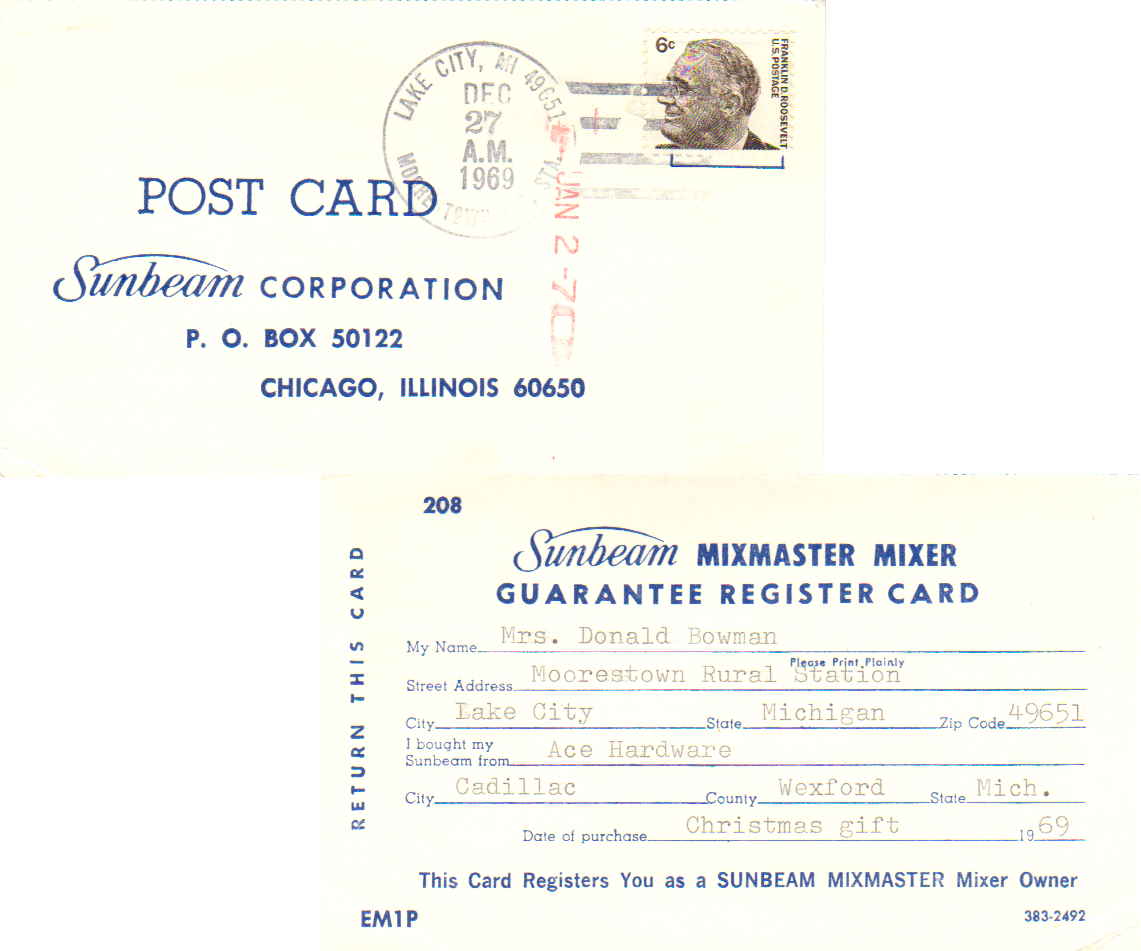 6c
FRANKLIN D. ROOSEVELT
U.S. POSTAGE
LAKE CITY, MI
DEC
27
A.M.
1969
JAN 2 -70
POST CARD
Sunbeam CORPORATION
P. O. BOX 50122
CHICAGO, ILLINOIS 60650
208
RETURN THIS CARD
Sunbeam MIXMASTER MIXER
GUARANTEE REGISTER CARD
My Name Mrs. Donald Bowman
Please Print Plainly
Street Address Moorestown Rural Station
City Lake City State Michigan Zip Code 49651
I bought my
Sunbeam from Ace Hardware
City Cadillac County Wexford State Mich.
Date of purchase Christmas gift 1969
This Card Registers You as a SUNBEAM MIXMASTER Mixer Owner
EM1P
383-2492